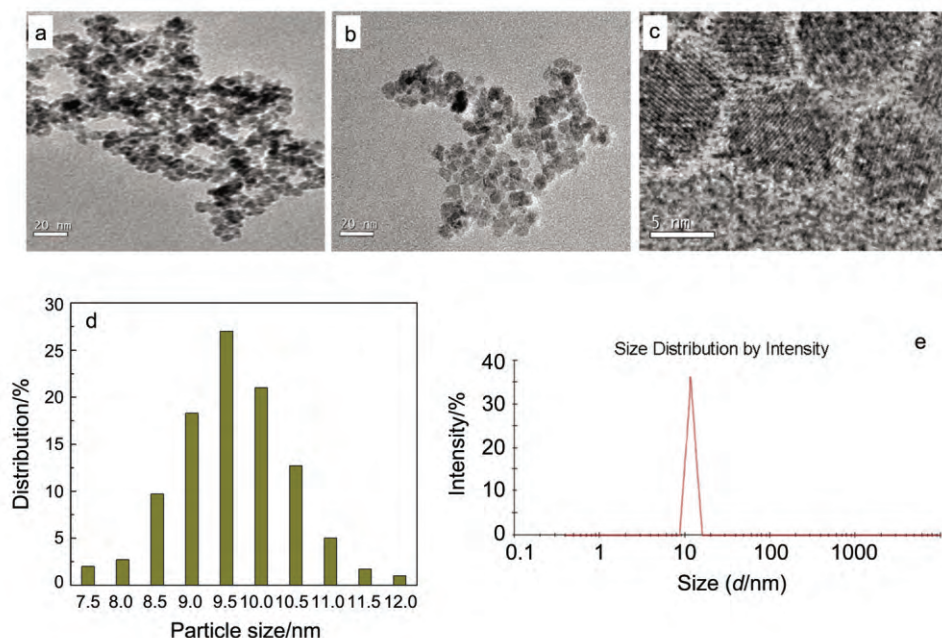 a
20 nm
b
20 nm
c
5 nm
d
30
25
20
15
10
5
0
Distribution/%
7.5 8.0 8.5 9.0 9.5 10.0 10.5 11.0 11.5 12.0
Particle size/nm
e
Size Distribution by Intensity
40
30
20
10
0
Intensity/%
0.1 1 10 100 1000
Size (d/nm)